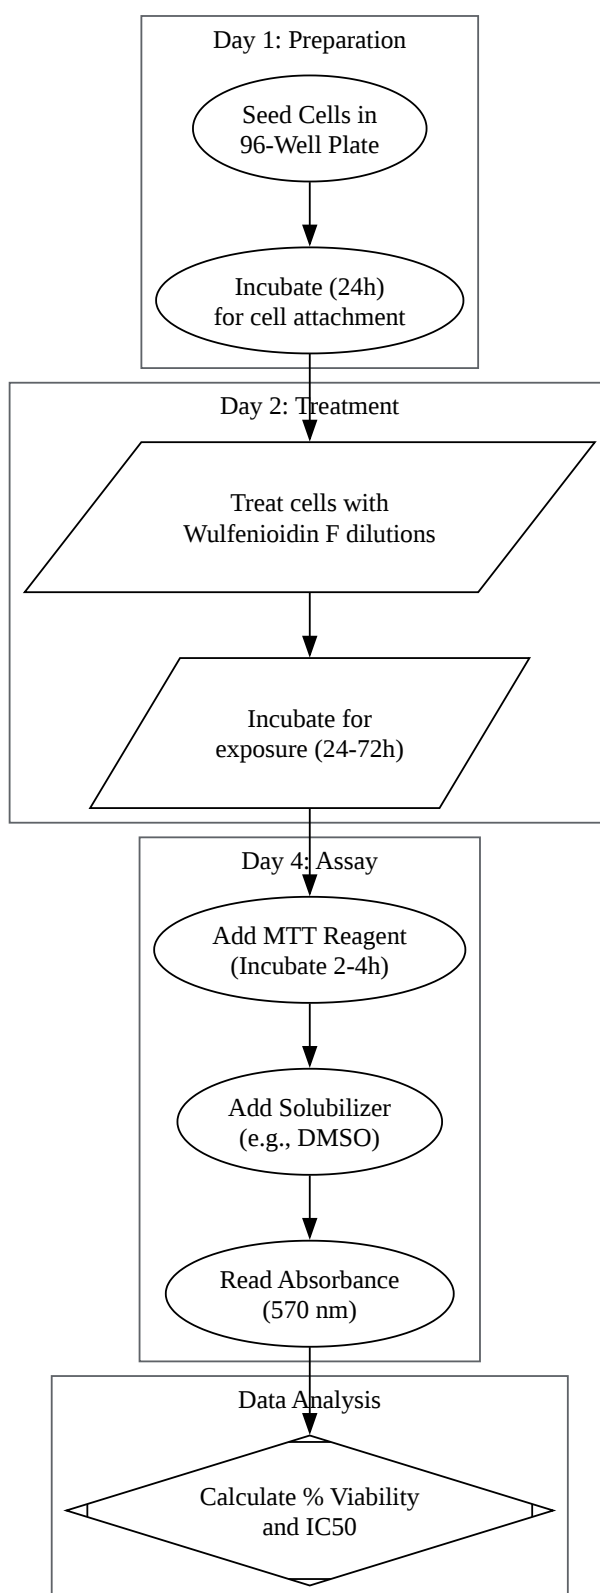 Day 1: Preparation
Seed Cells in
96-Well Plate
Incubate (24h)
for cell attachment
Day 2: Treatment
Treat cells with
Wulfenioidin F dilutions
Incubate for
exposure (24-72h)
Day 4: Assay
Add MTT Reagent
(Incubate 2-4h)
Add Solubilizer
(e.g., DMSO)
Read Absorbance
(570 nm)
Data Analysis
Calculate % Viability
and IC50